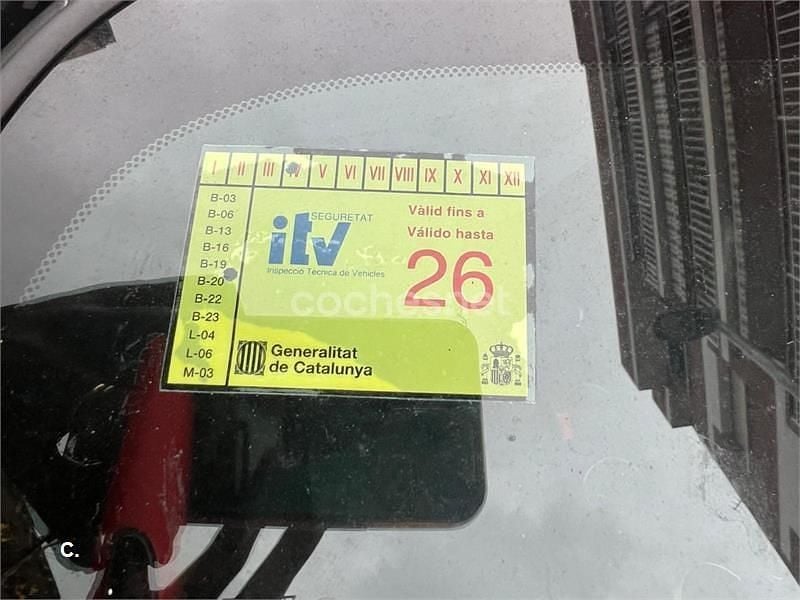 I II III IV V VI VII VIII IX X XI XII
B-03
B-06
B-13
B-16
B-19
B-20
B-22
B-23
L-04
L-06
M-03
SEGURETAT
itv
Inspecció Tècnica de Vehicles
Vàlid fins a
Válido hasta
26
coches.net
Generalitat
de Catalunya
C.